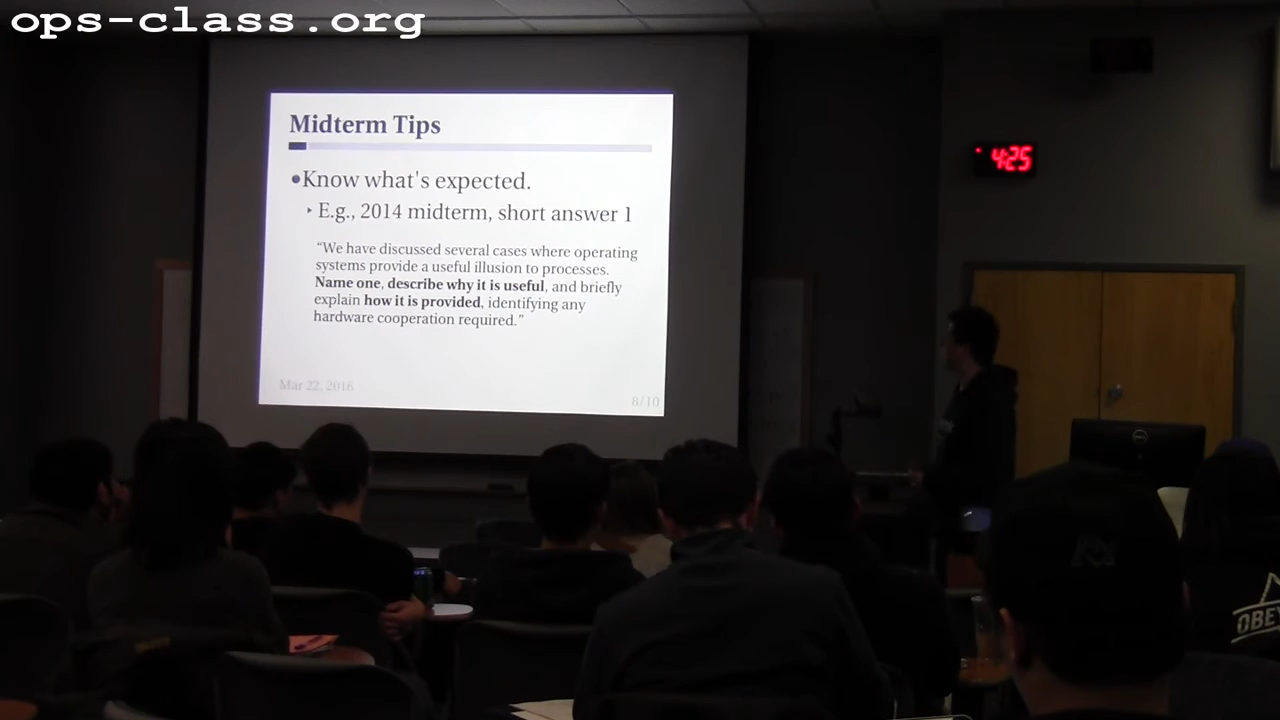 ops-class.org
Midterm Tips
•Know what's expected.
‣ E.g., 2014 midterm, short answer 1
“We have discussed several cases where operating
systems provide a useful illusion to processes.
Name one, describe why it is useful, and briefly
explain how it is provided, identifying any
hardware cooperation required.”
Mar 22, 2016
8/10
4:25
DELL
OBEY